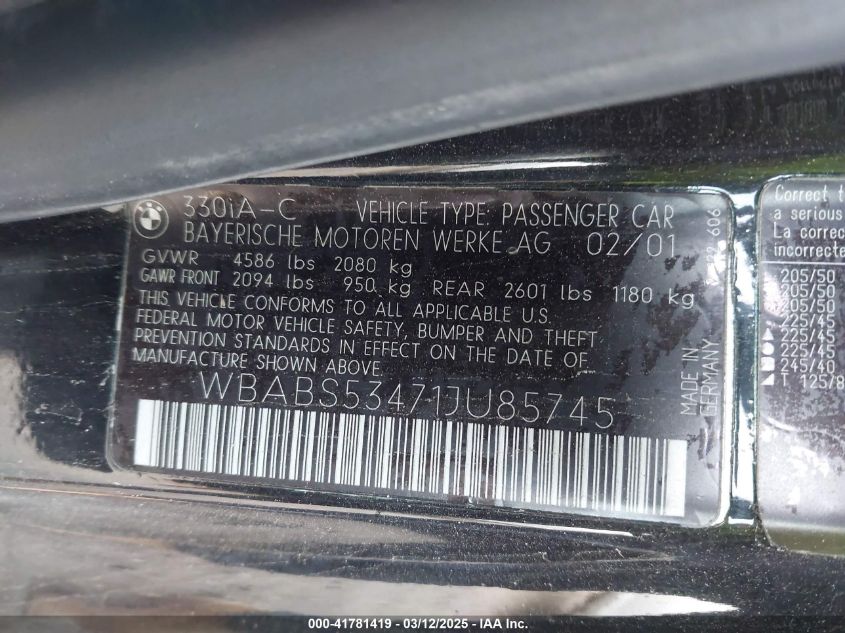 BMW
330iA-C VEHICLE TYPE: PASSENGER CAR
BAYERISCHE MOTOREN WERKE AG 02/01
GVWR 4586 lbs 2080 kg
GAWR FRONT 2094 lbs 950 kg REAR 2601 lbs 1180 kg
THIS VEHICLE CONFORMS TO ALL APPLICABLE U.S.
FEDERAL MOTOR VEHICLE SAFETY, BUMPER AND THEFT
PREVENTION STANDARDS IN EFFECT ON THE DATE OF
MANUFACTURE SHOWN ABOVE.
WBABS53471JU85745
MADE IN
GERMANY
606
Correct t
a serious
La correc
incorrecte
205/50
205/50
205/50
225/45
225/45
225/45
245/40
T 125/8
000-41781419 - 03/12/2025 - IAA Inc.